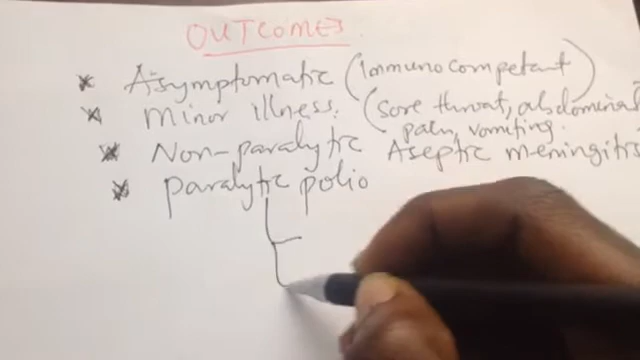 OUTCOMES
* Asymptomatic (Immunocompetent)
* Minor illness. (sore throat, abdominal
pain, vomiting.
* Non-paralytic Aseptic meningitis
* paralytic polio